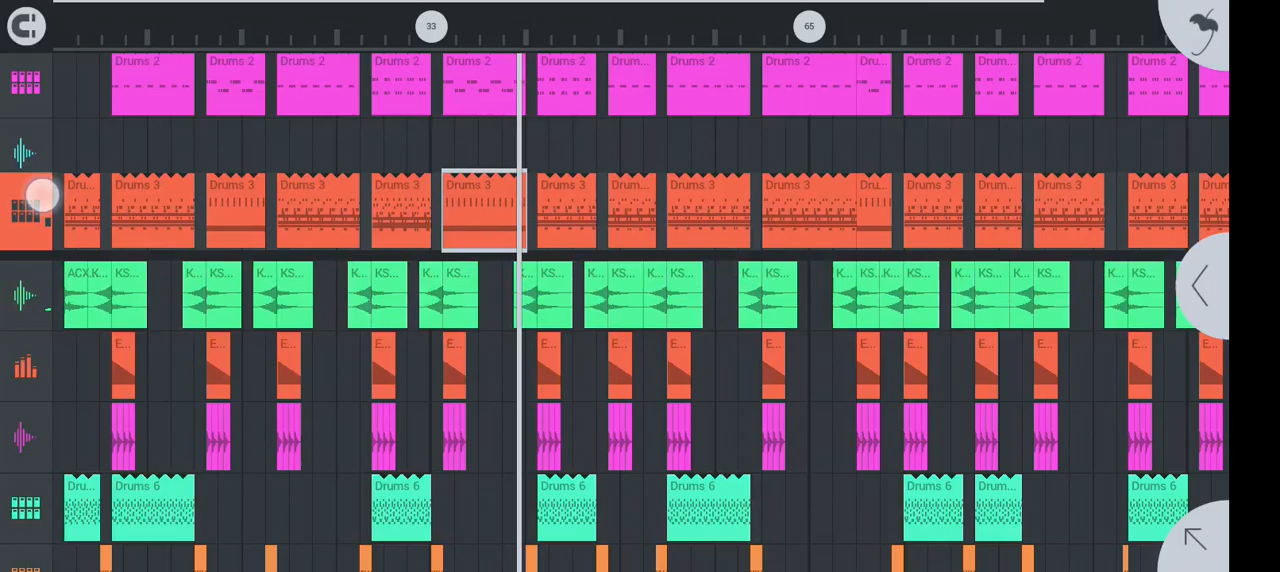 33 65
Drums 2 Drums 2 Drums 2 Drums 2 Drums 2 Drums 2 Drum... Drums 2 Drums 2 Du... Drums 2 Drum... Drums 2 Drums 2
Dru... Drums 3 Drums 3 Drums 3 Drums 3 Drums 3 Drums 3 Drum... Drums 3 Drums 3 Dru... Drums 3 Drum... Drums 3 Drums 3 Drum
ACX.K... KS... K... KS... K... KS... K... KS... K... KS... K... KS... K... KS... K... KS... K... KS... K... KS... K... KS... K... KS... K... KS... K... KS...
E... E... E... E... E... E... E... E... E... E... E... E... E... E... E...
Dru... Drums 6 Drums 6 Drums 6 Drums 6 Drums 6 Drum... Drums 6